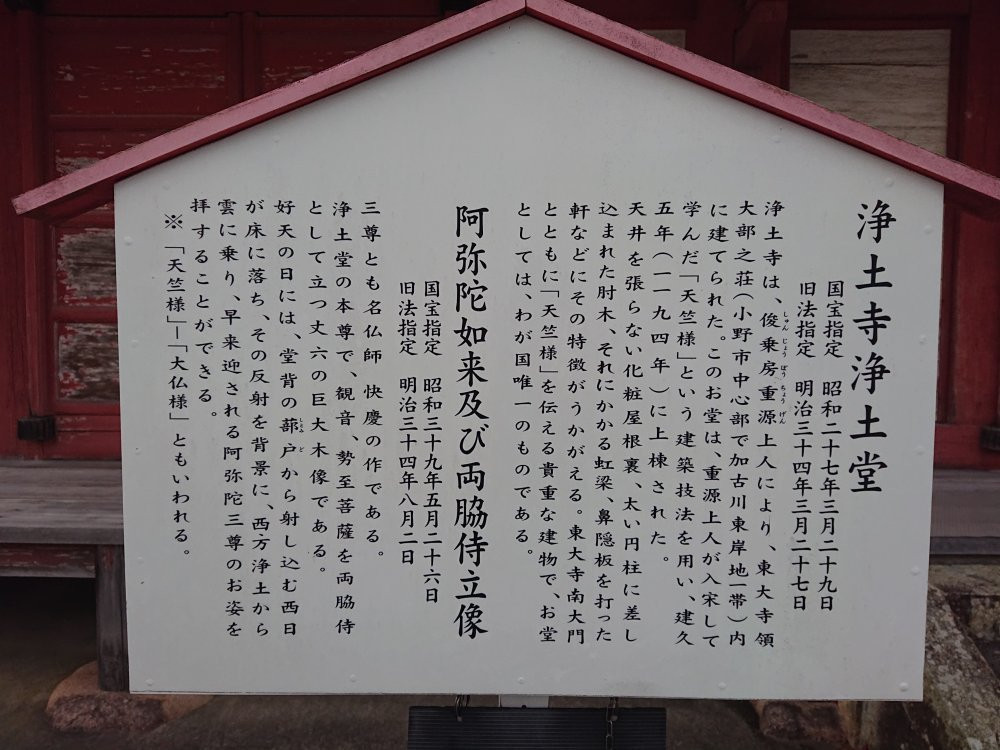 浄土寺浄土堂
国宝指定　昭和二十七年三月二十九日
旧法指定　明治三十四年三月二十七日
浄土寺は、俊乗房重源上人により、東大寺領
しゅんじょうぼうちょうげん
大部之荘(小野市中心部で加古川東岸地一帯)内
に建てられた。このお堂は、重源上人が入宋して
学んだ「天竺様」という建築技法を用い、建久
五年(一一九四年)に上棟された。
天井を張らない化粧屋根裏、太い円柱に差し
込まれた肘木、それにかかる虹梁、鼻隠板を打った
軒などにその特徴がうかがえる。東大寺南大門
とともに「天竺様」を伝える貴重な建物で、お堂
としては、わが国唯一のものである。
阿弥陀如来及び両脇侍立像
国宝指定　昭和三十九年五月二十六日
旧法指定　明治三十四年八月二日
三尊とも名仏師　快慶の作である。
浄土堂の本尊で、観音、勢至菩薩を両脇侍
として立つ丈六の巨大木像である。
好天の日には、堂背の蔀戸から射し込む西日
しとみど
が床に落ち、その反射を背景に、西方浄土から
雲に乗り、早来迎される阿弥陀三尊のお姿を
拝することができる。
※「天竺様」―「大仏様」ともいわれる。